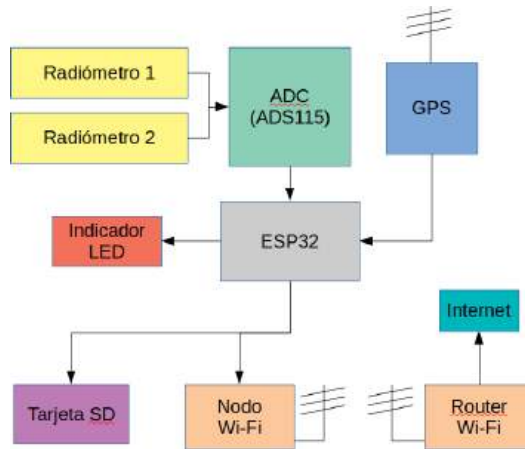 Radiómetro 1
Radiómetro 2
ADC
(ADS115)
GPS
Indicador
LED
ESP32
Internet
Tarjeta SD
Nodo
Wi-Fi
Router
Wi-Fi